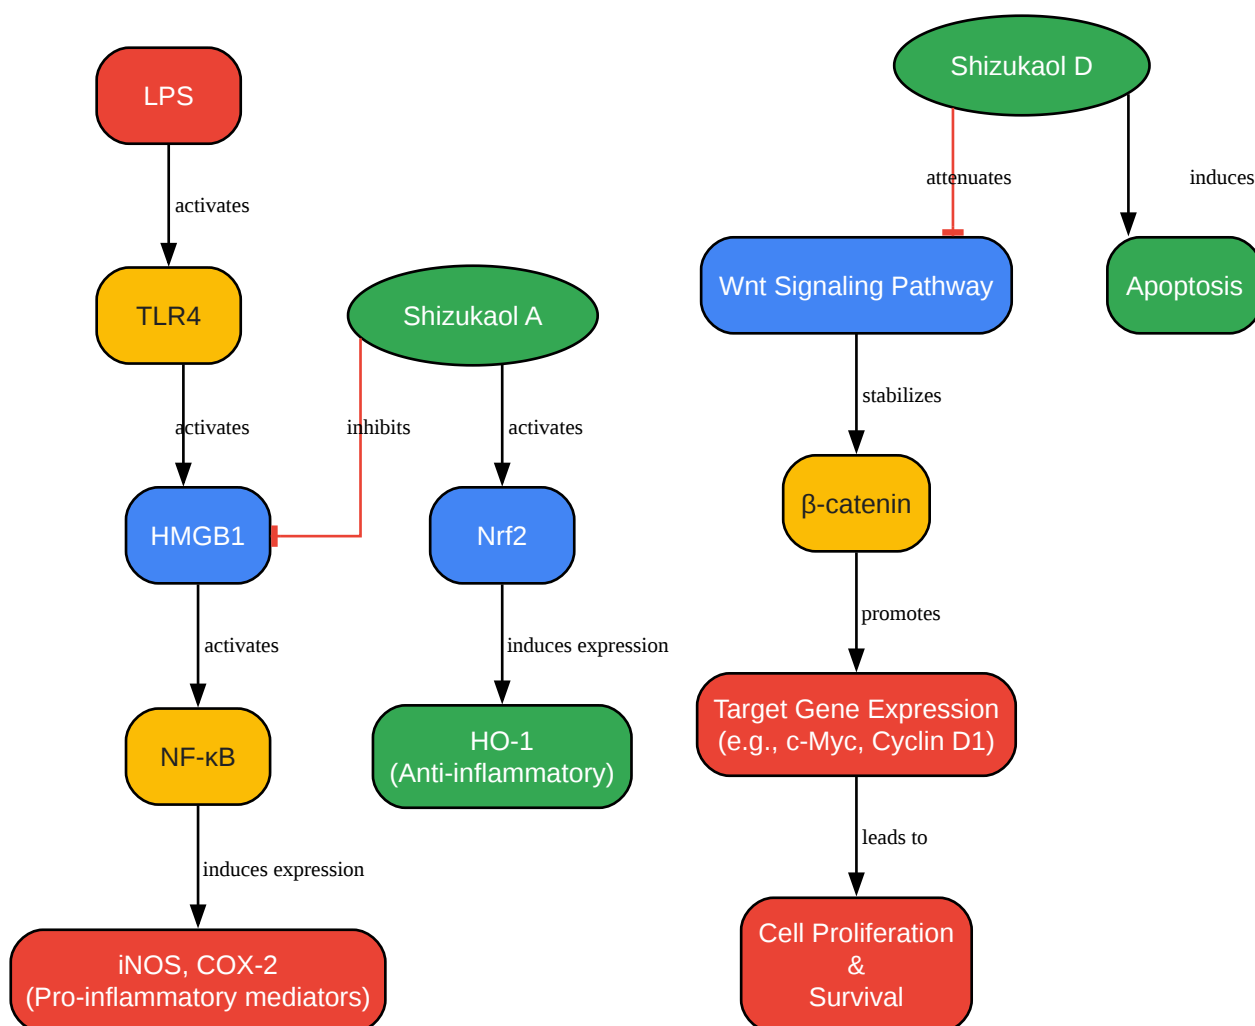 LPS
activates
TLR4
activates
HMGB1
activates
NF-κB
induces expression
iNOS, COX-2
(Pro-inflammatory mediators)
Shizukaol A
inhibits
activates
Nrf2
induces expression
HO-1
(Anti-inflammatory)
Shizukaol D
attenuates
induces
Wnt Signaling Pathway
Apoptosis
stabilizes
β-catenin
promotes
Target Gene Expression
(e.g., c-Myc, Cyclin D1)
leads to
Cell Proliferation
&
Survival